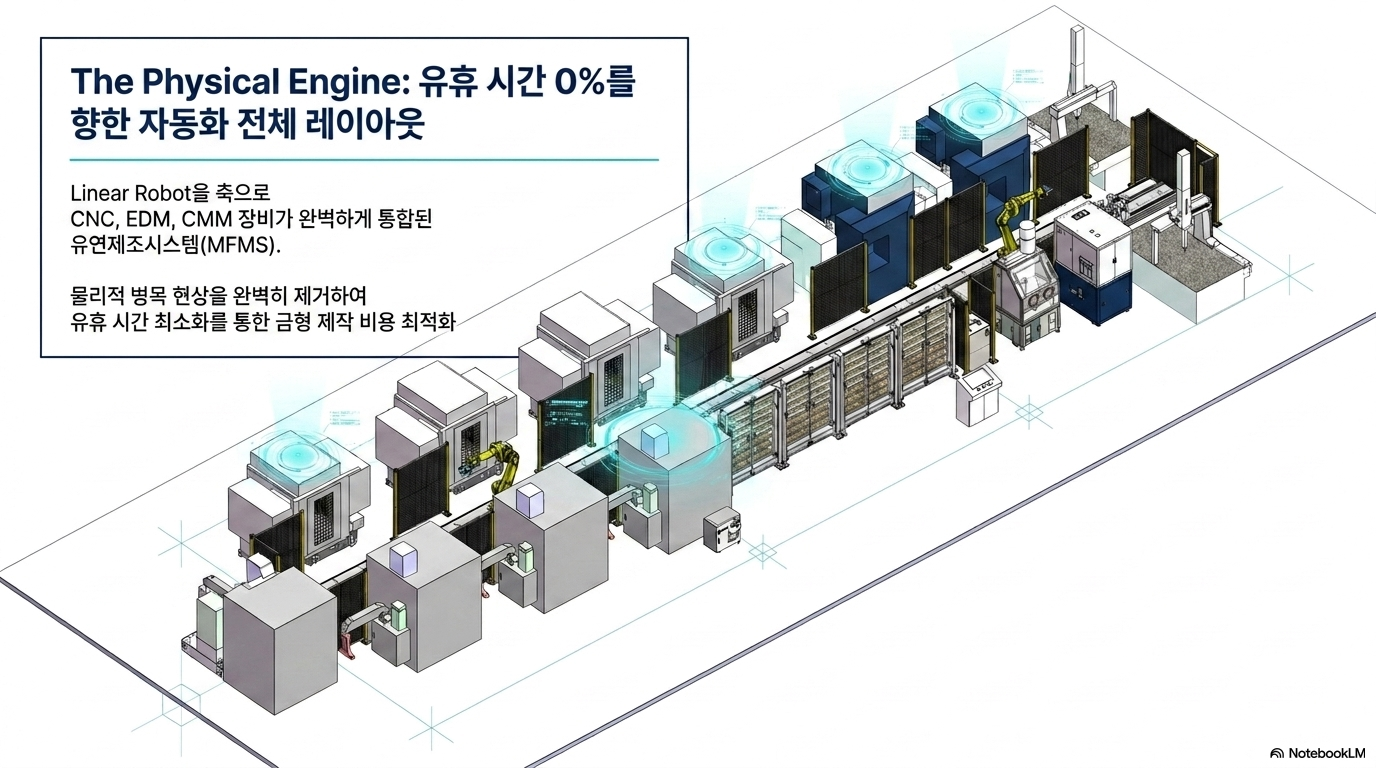 The Physical Engine: 유휴 시간 0%를
향한 자동화 전체 레이아웃
Linear Robot을 축으로
CNC, EDM, CMM 장비가 완벽하게 통합된
유연제조시스템(MFMS).
물리적 병목 현상을 완벽히 제거하여
유휴 시간 최소화를 통한 금형 제작 비용 최적화
NotebookLM